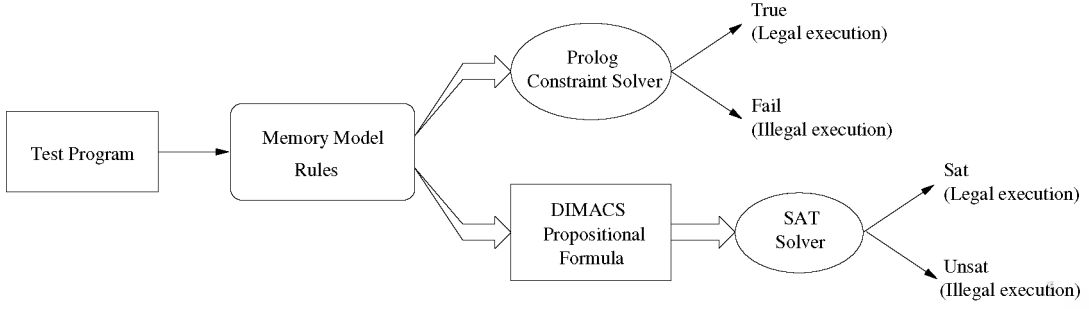 Test Program
Memory Model
Rules
Prolog
Constraint Solver
True
(Legal execution)
Fail
(Illegal execution)
DIMACS
Propositional
Formula
SAT
Solver
Sat
(Legal execution)
Unsat
(Illegal execution)